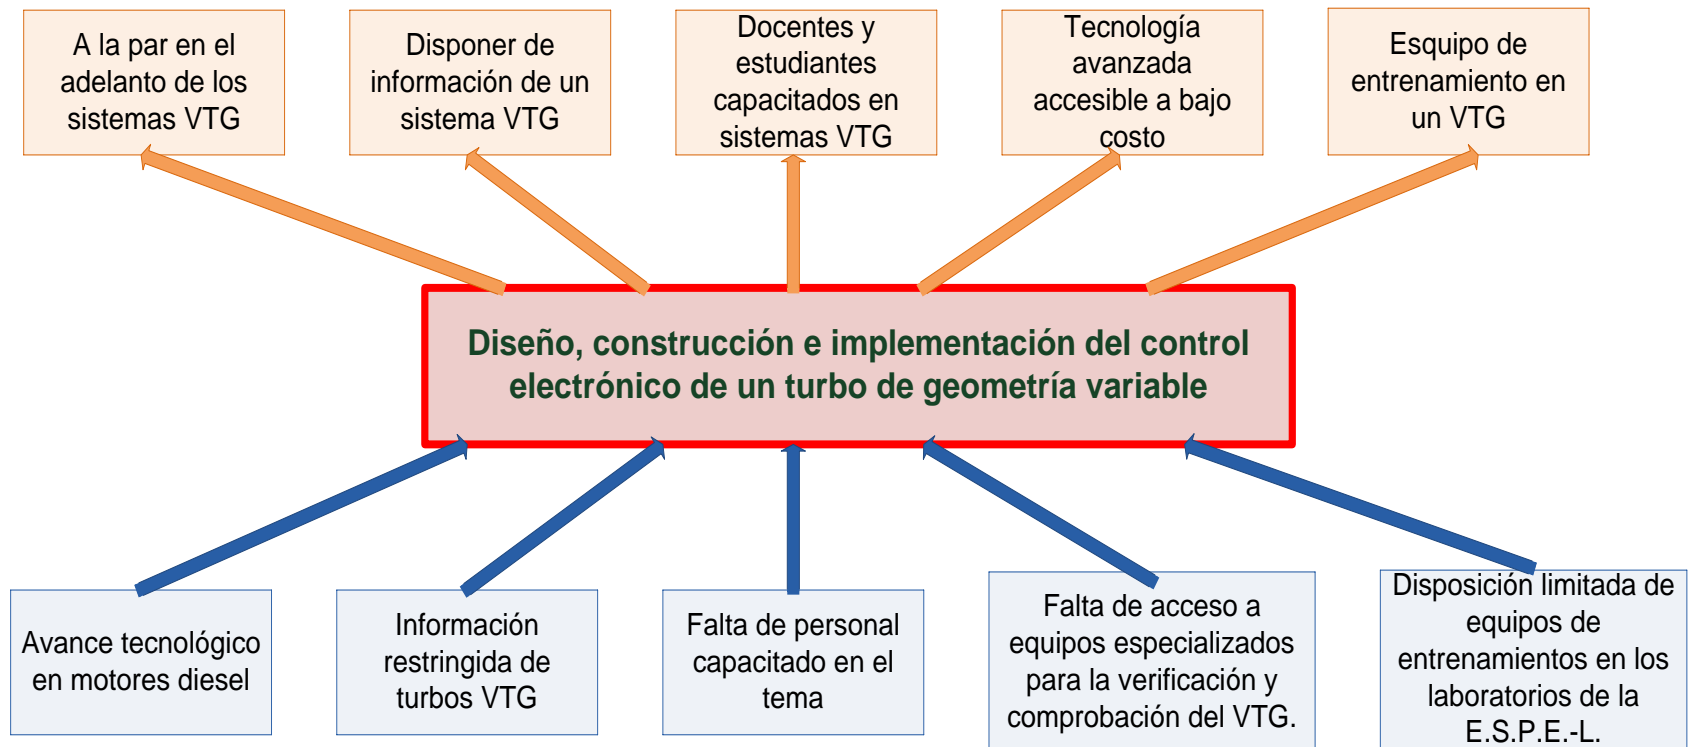 A la par en el
adelanto de los
sistemas VTG
Disponer de
información de un
sistema VTG
Docentes y
estudiantes
capacitados en
sistemas VTG
Tecnología
avanzada
accesible a bajo
costo
Esquipo de
entrenamiento en
un VTG
Diseño, construcción e implementación del control
electrónico de un turbo de geometría variable
Avance tecnológico
en motores diesel
Información
restringida de
turbos VTG
Falta de personal
capacitado en el
tema
Falta de acceso a
equipos especializados
para la verificación y
comprobación del VTG.
Disposición limitada de
equipos de
entrenamientos en los
laboratorios de la
E.S.P.E.-L.